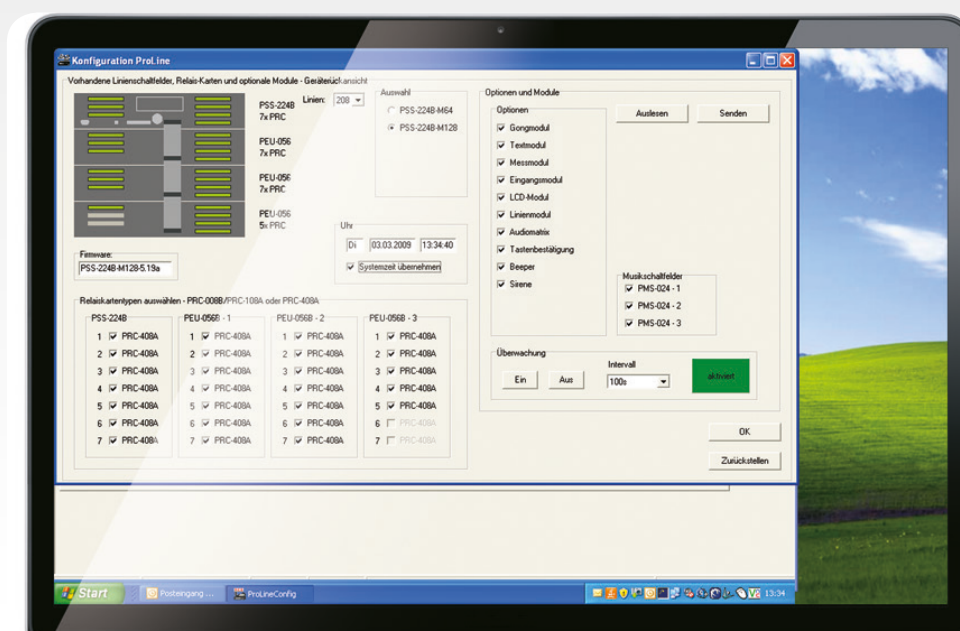 Konfiguration ProLine
Vorhandene Linienschaltfelder, Relais-Karten und optionale Module - Geräterückansicht
PSS-224B
7x PRC
PEU-056
7x PRC
PEU-056
7x PRC
PEU-056
5x PRC
Linien: 208
Auswahl
PSS-224B-M64
PSS-224B-M128
Uhr
Di 03.03.2009 13:34:40
Systemzeit übernehmen
Firmware:
PSS-224B-M128-5.19a
Relaiskartentypen auswählen - PRC-008B/PRC-108A oder PRC-408A
PSS-224B PEU-056B - 1 PEU-056B - 2 PEU-056B - 3
1 PRC-408A 1 PRC-408A 1 PRC-408A 1 PRC-408A
2 PRC-408A 2 PRC-408A 2 PRC-408A 2 PRC-408A
3 PRC-408A 3 PRC-408A 3 PRC-408A 3 PRC-408A
4 PRC-408A 4 PRC-408A 4 PRC-408A 4 PRC-408A
5 PRC-408A 5 PRC-408A 5 PRC-408A 5 PRC-408A
6 PRC-408A 6 PRC-408A 6 PRC-408A 6 PRC-408A
7 PRC-408A 7 PRC-408A 7 PRC-408A 7 PRC-408A
Optionen und Module
Optionen
Gongmodul
Textmodul
Messmodul
Eingangsmodul
LCD-Modul
Linienmodul
Audiomatrix
Tastenbestätigung
Beeper
Sirene
Auslesen Senden
Musikschaltfelder
PMS-024 - 1
PMS-024 - 2
PMS-024 - 3
Überwachung
Ein Aus
Intervall
100s
aktiviert
OK
Zurückstellen
Start Posteingang ... ProLineConfig 13:34